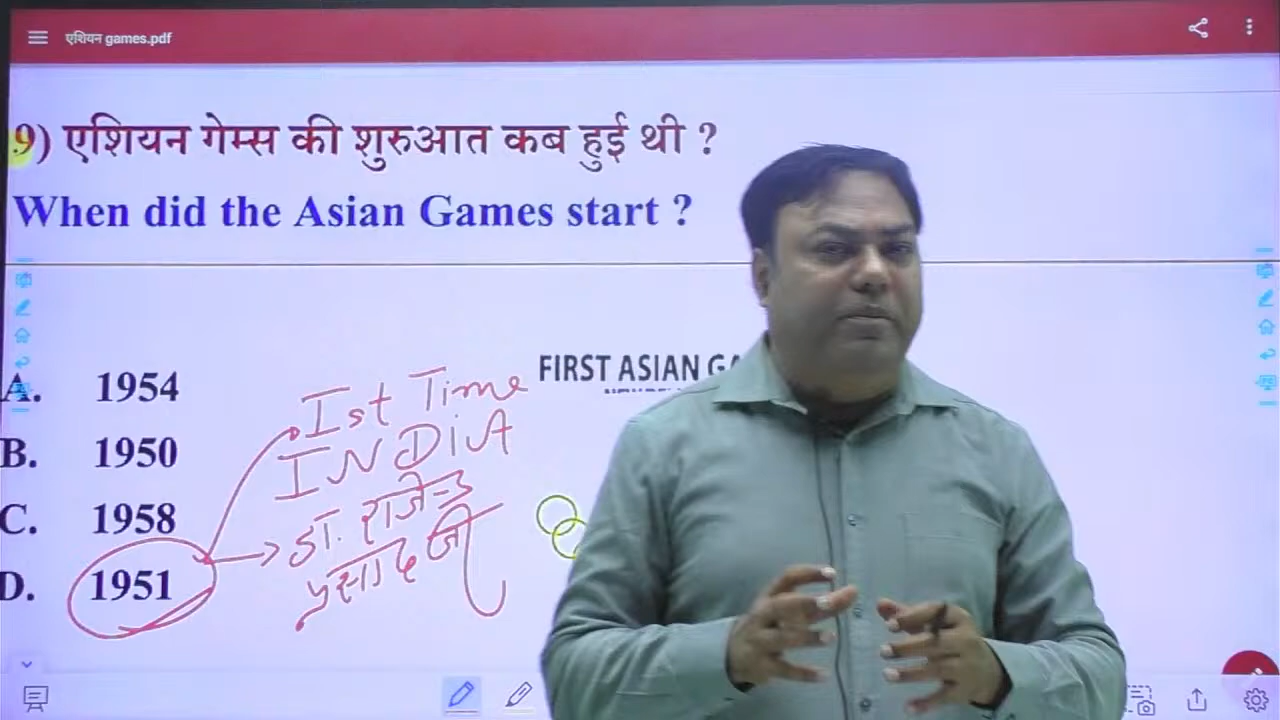 एशियन games.pdf
9) एशियन गेम्स की शुरुआत कब हुई थी ?
When did the Asian Games start ?
FIRST ASIAN GA
A. 1954
B. 1950
C. 1958
D. 1951
Ist Time
INDIA
डा. राजेन्द्र
प्रसाद जी